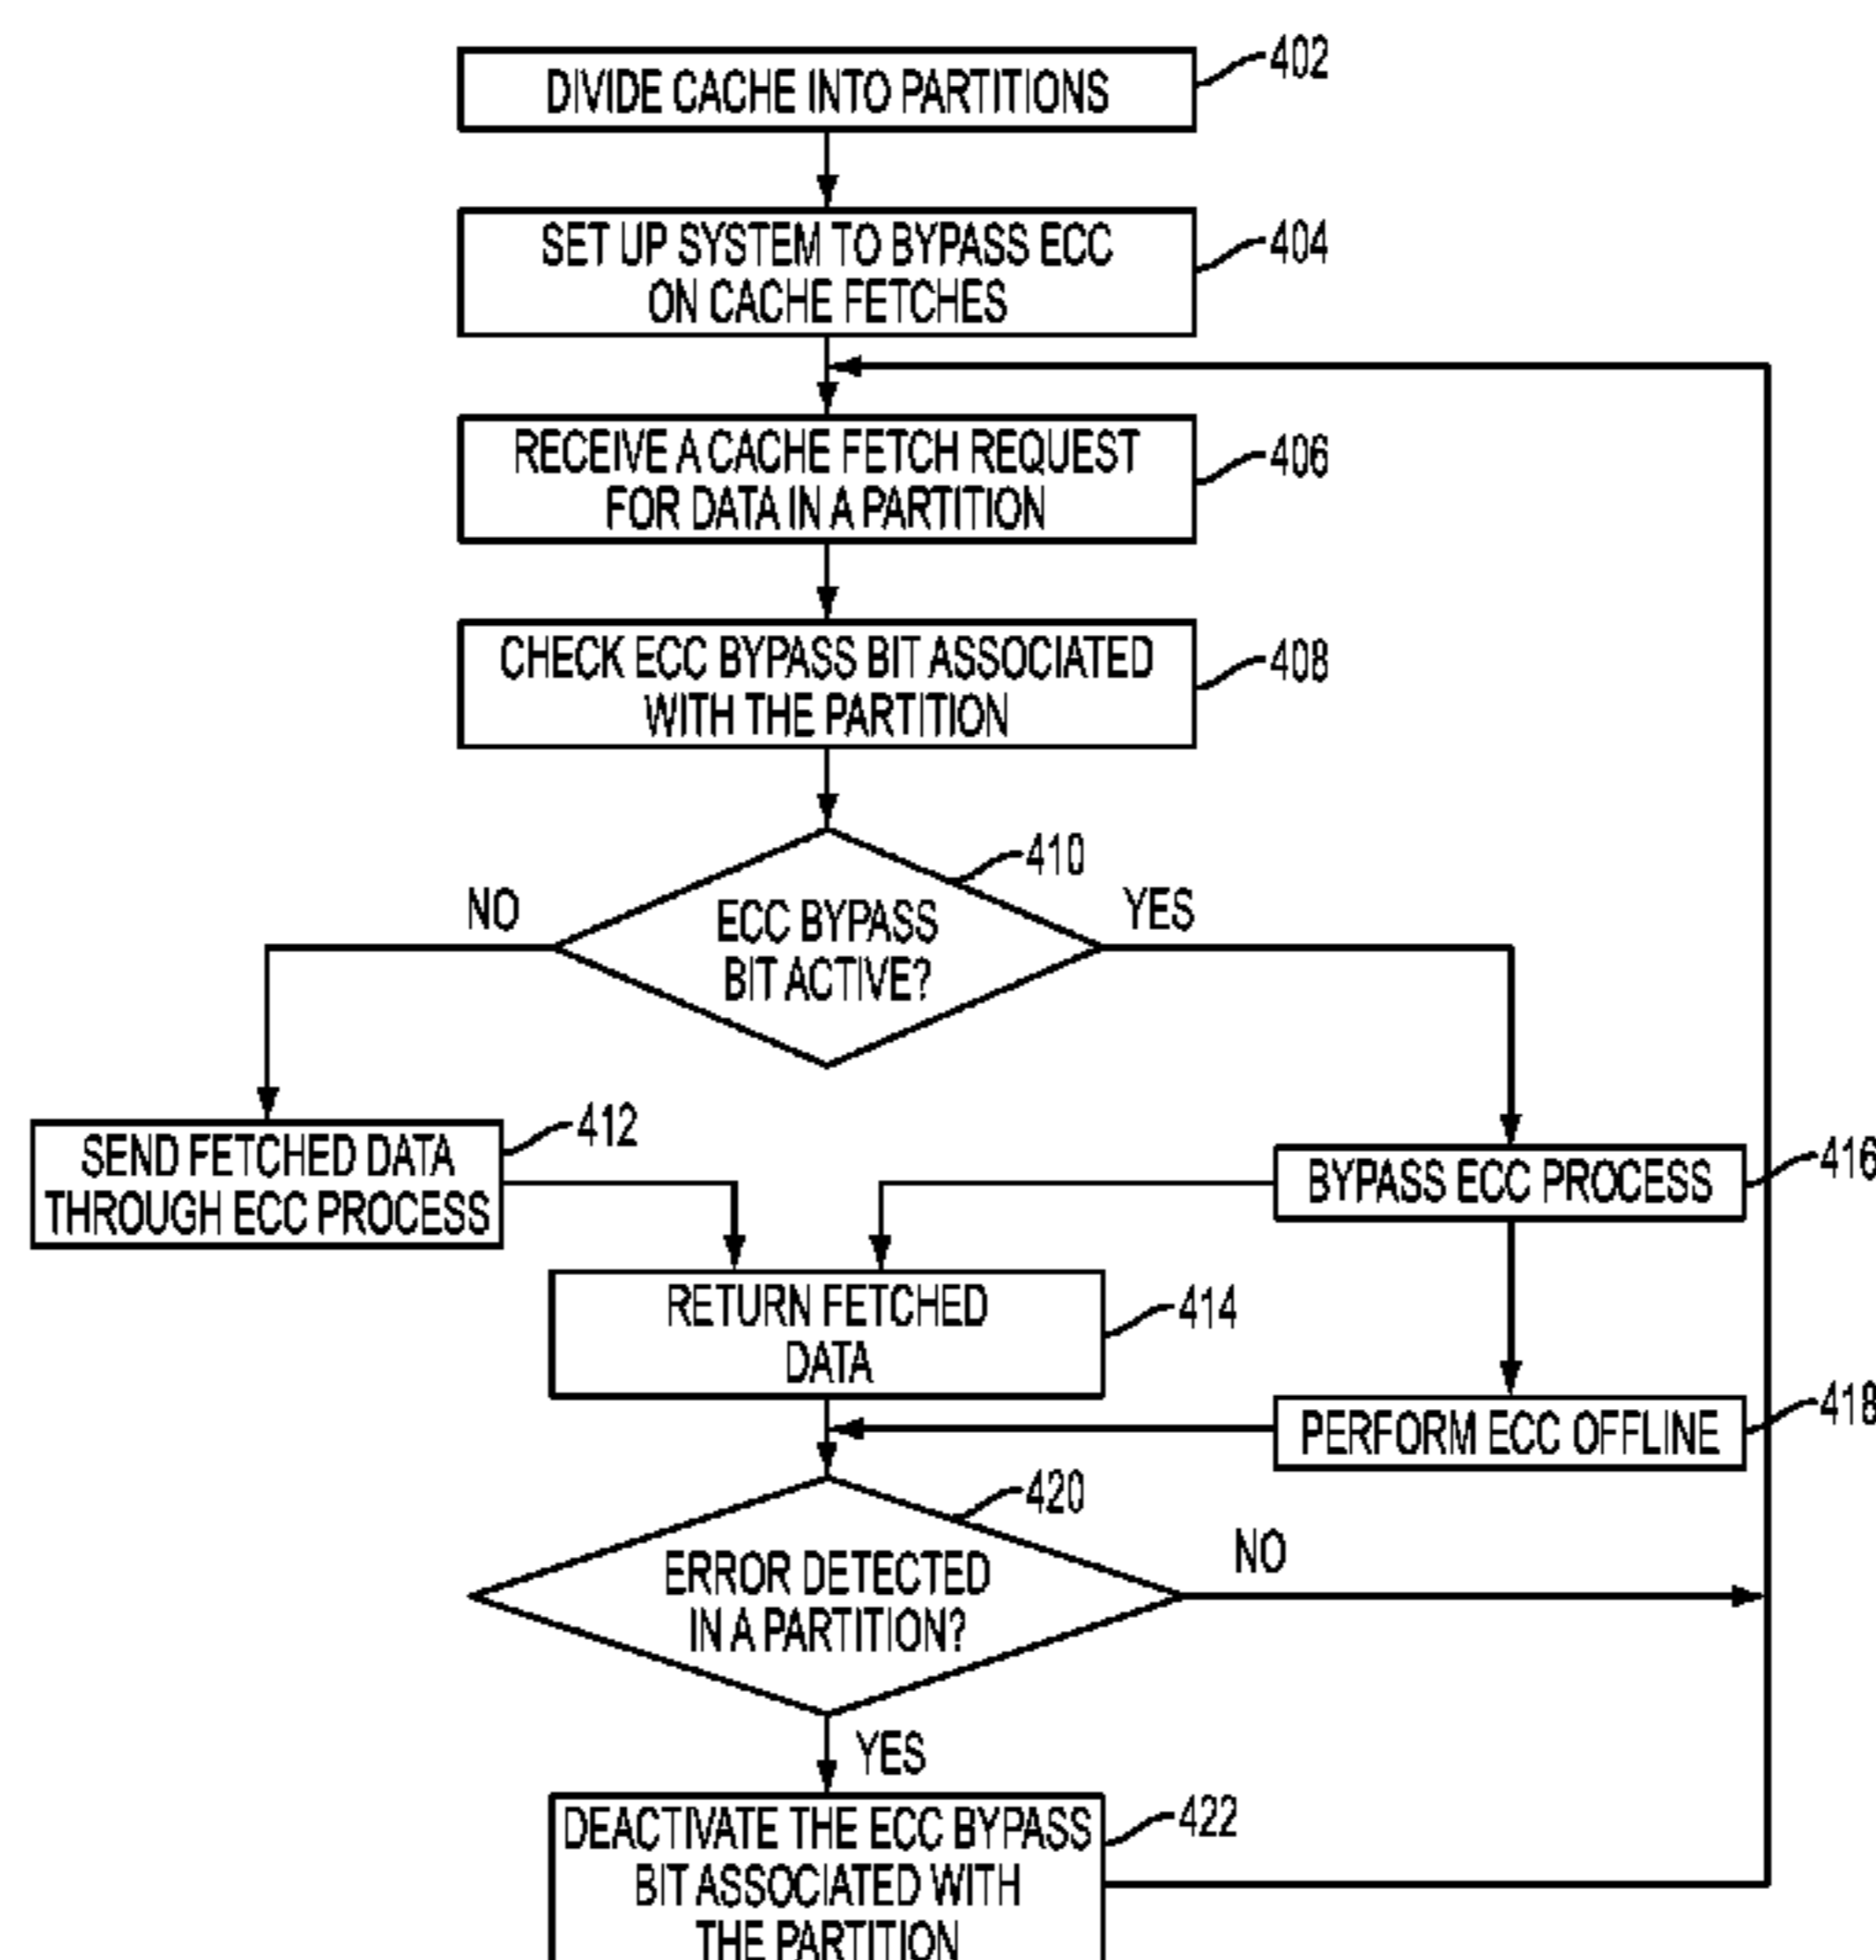 DIVIDE CACHE INTO PARTITIONS
402
SET UP SYSTEM TO BYPASS ECC
ON CACHE FETCHES
404
RECEIVE A CACHE FETCH REQUEST
FOR DATA IN A PARTITION
406
CHECK ECC BYPASS BIT ASSOCIATED
WITH THE PARTITION
408
410
NO
ECC BYPASS
BIT ACTIVE?
YES
SEND FETCHED DATA
THROUGH ECC PROCESS
412
BYPASS ECC PROCESS
416
RETURN FETCHED
DATA
414
PERFORM ECC OFFLINE
418
420
ERROR DETECTED
IN A PARTITION?
NO
YES
DEACTIVATE THE ECC BYPASS
BIT ASSOCIATED WITH
THE PARTITION
422